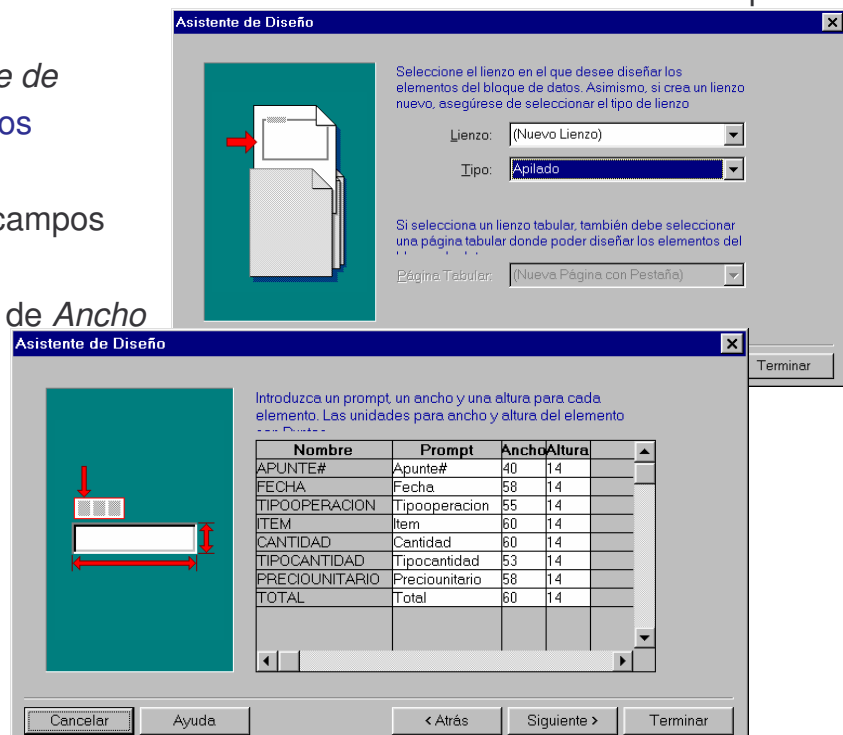 Asistente de Diseño
e de
os
campos
de Ancho
Seleccione el lienzo en el que desee diseñar los
elementos del bloque de datos. Asimismo, si crea un lienzo
nuevo, asegúrese de seleccionar el tipo de lienzo
Lienzo: (Nuevo Lienzo)
Tipo: Apilado
Si selecciona un lienzo tabular, también debe seleccionar
una página tabular donde poder diseñar los elementos del
Página Tabular: (Nueva Página con Pestaña)
Terminar
Asistente de Diseño
Introduzca un prompt, un ancho y una altura para cada
elemento. Las unidades para ancho y altura del elemento
Nombre Prompt Ancho Altura
APUNTE# Apunte# 40 14
FECHA Fecha 58 14
TIPOOPERACION Tipooperacion 55 14
ITEM Item 60 14
CANTIDAD Cantidad 60 14
TIPOCANTIDAD Tipocantidad 53 14
PRECIOUNITARIO Preciounitario 58 14
TOTAL Total 60 14
Cancelar Ayuda < Atrás Siguiente > Terminar